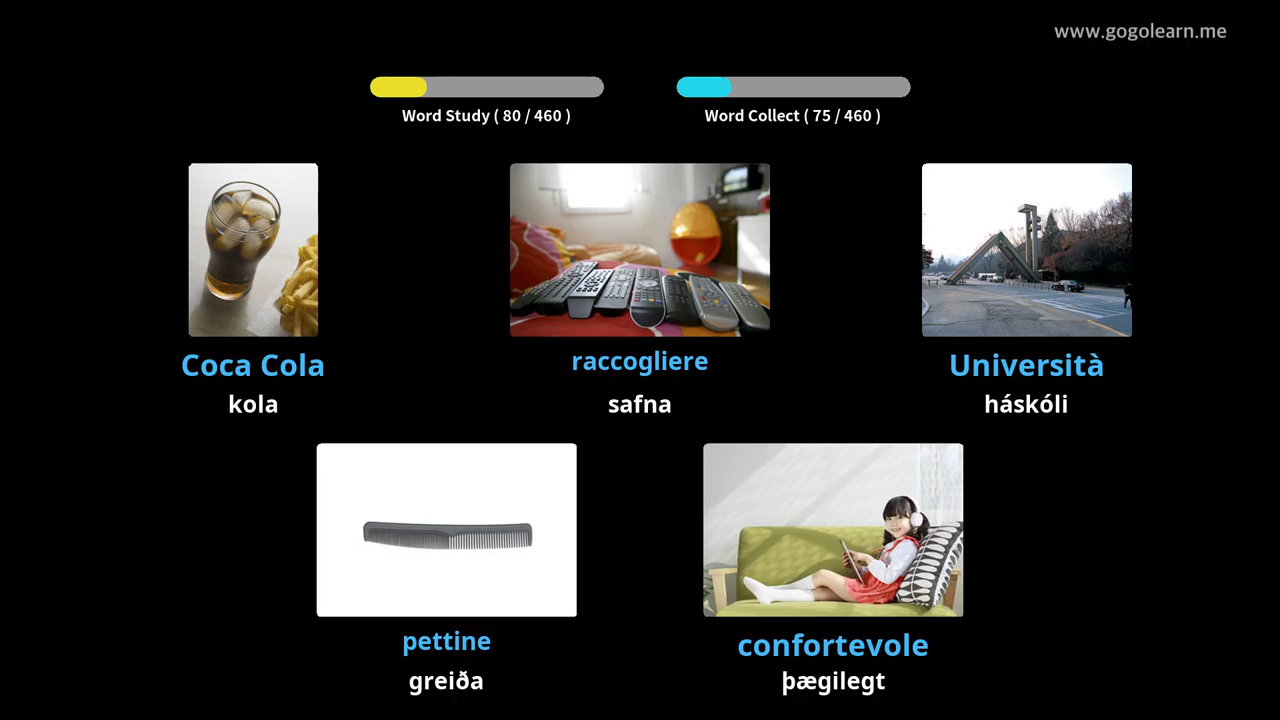 www.gogolearn.me
Word Study ( 80 / 460 )
Word Collect ( 75 / 460 )
Coca Cola
kola
raccogliere
safna
Università
háskóli
pettine
greiða
confortevole
þægilegt